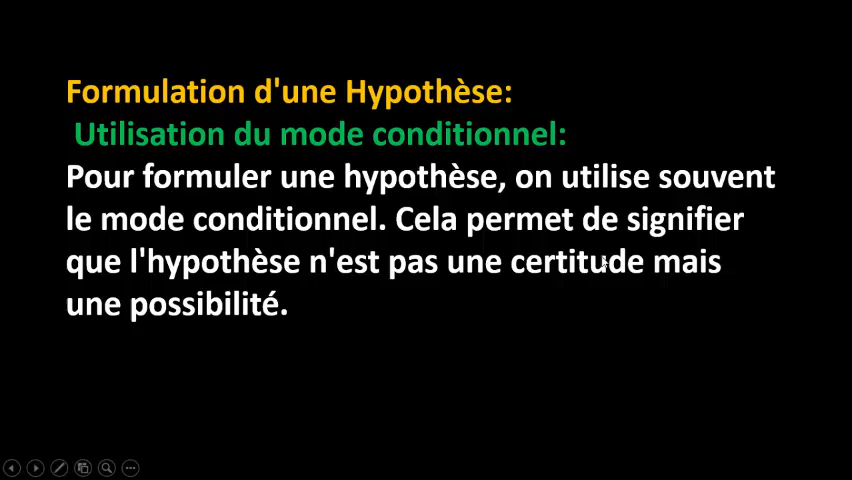 Formulation d'une Hypothèse:
Utilisation du mode conditionnel:
Pour formuler une hypothèse, on utilise souvent
le mode conditionnel. Cela permet de signifier
que l'hypothèse n'est pas une certitude mais
une possibilité.